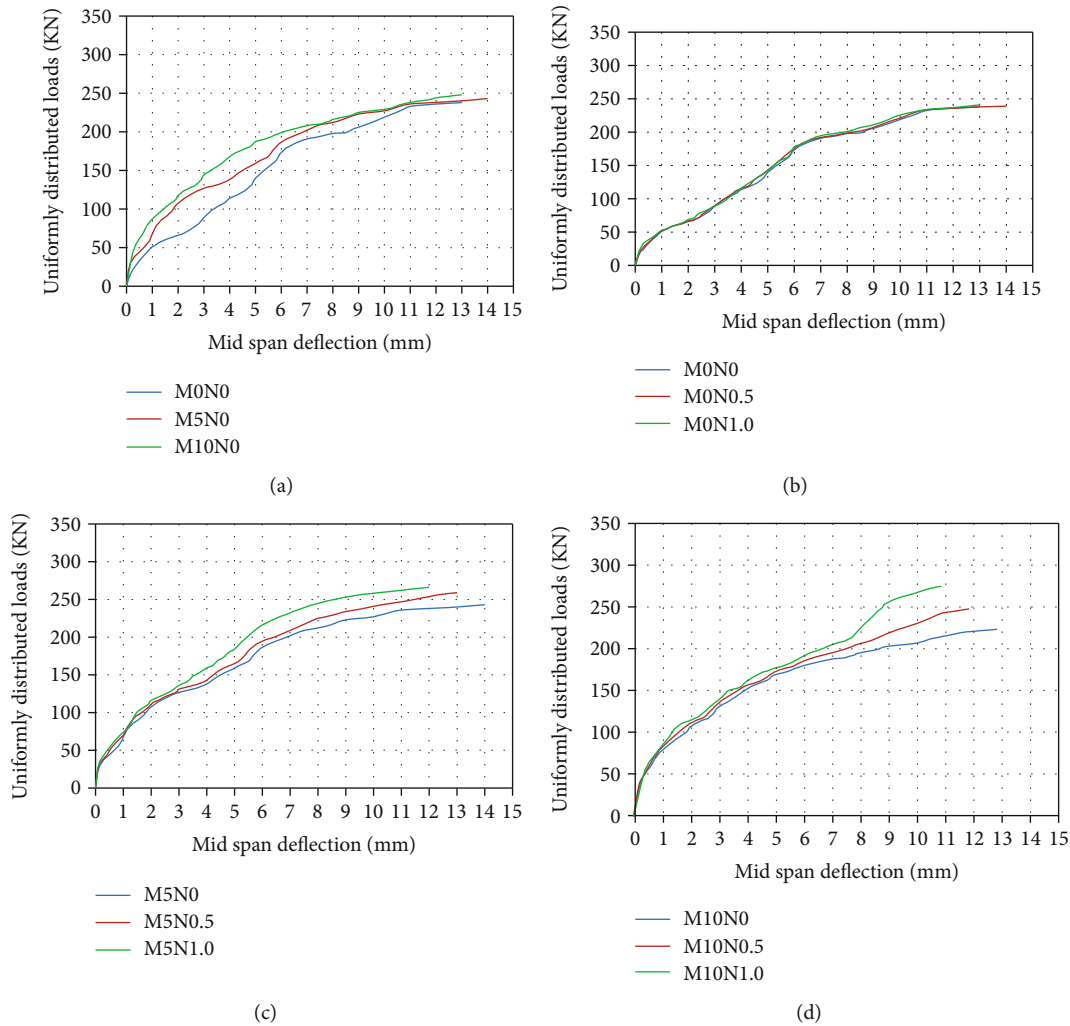 350
300
250
200
150
100
50
0
Uniformly distributed loads (KN)
0 1 2 3 4 5 6 7 8 9 10 11 12 13 14 15
Mid span deflection (mm)
M0N0
M5N0
M10N0
(a)
350
300
250
200
150
100
50
0
Uniformly distributed loads (KN)
0 1 2 3 4 5 6 7 8 9 10 11 12 13 14 15
Mid span deflection (mm)
M0N0
M0N0.5
M0N1.0
(b)
350
300
250
200
150
100
50
0
Uniformly distributed loads (KN)
0 1 2 3 4 5 6 7 8 9 10 11 12 13 14 15
Mid span deflection (mm)
M5N0
M5N0.5
M5N1.0
(c)
350
300
250
200
150
100
50
0
Uniformly distributed loads (KN)
0 1 2 3 4 5 6 7 8 9 10 11 12 13 14 15
Mid span deflection (mm)
M10N0
M10N0.5
M10N1.0
(d)